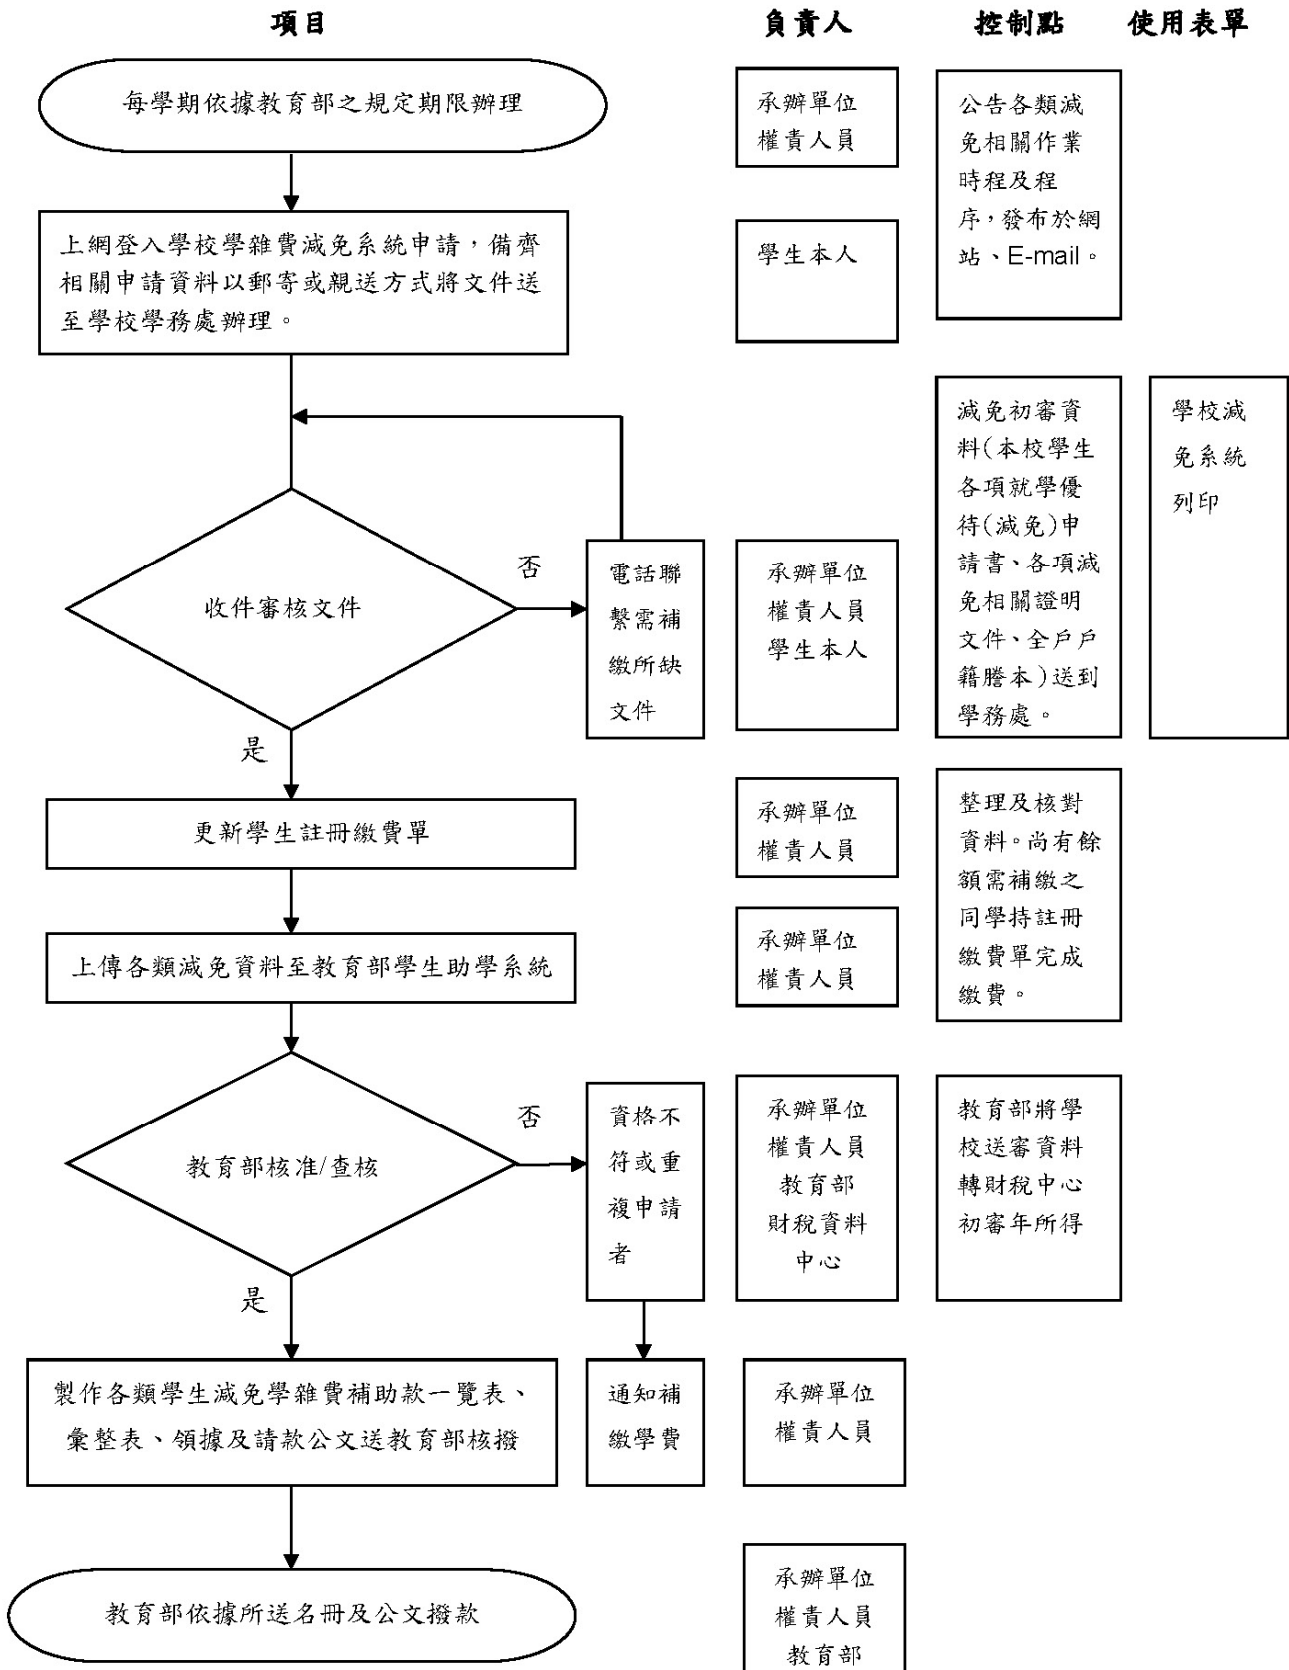 項目
負責人
控制點
使用表單
每學期依據教育部之規定期限辦理
承辦單位
權責人員
公告各類減
免相關作業
時程及程
序，發布於網
站、E-mail。
上網登入學校學雜費減免系統申請，備齊
相關申請資料以郵寄或親送方式將文件送
至學校學務處辦理。
學生本人
收件審核文件
否
電話聯
繫需補
繳所缺
文件
承辦單位
權責人員
學生本人
減免初審資
料(本校學生
各項就學優
待(減免)申
請書、各項減
免相關證明
文件、全戶戶
籍謄本)送到
學務處。
學校減
免系統
列印
是
更新學生註冊繳費單
承辦單位
權責人員
整理及核對
資料。尚有餘
額需補繳之
同學持註冊
繳費單完成
繳費。
上傳各類減免資料至教育部學生助學系統
承辦單位
權責人員
教育部核准/查核
否
資格不
符或重
複申請
者
承辦單位
權責人員
教育部
財稅資料
中心
教育部將學
校送審資料
轉財稅中心
初審年所得
是
製作各類學生減免學雜費補助款一覽表、
彙整表、領據及請款公文送教育部核撥
通知補
繳學費
承辦單位
權責人員
教育部依據所送名冊及公文撥款
承辦單位
權責人員
教育部